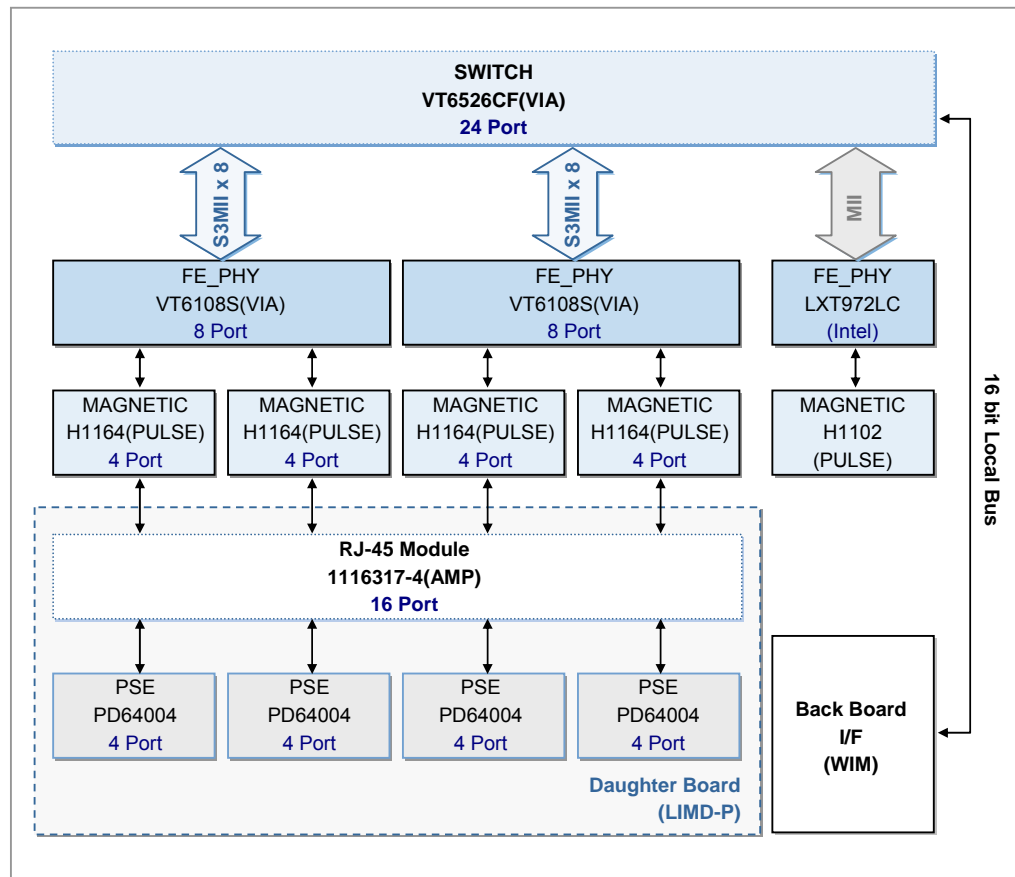 SWITCH
VT6526CF(VIA)
24 Port
S3MII x 8
S3MII x 8
MII
FE_PHY
VT6108S(VIA)
8 Port
FE_PHY
VT6108S(VIA)
8 Port
FE_PHY
LXT972LC
(Intel)
16 bit Local Bus
MAGNETIC
H1164(PULSE)
4 Port
MAGNETIC
H1164(PULSE)
4 Port
MAGNETIC
H1164(PULSE)
4 Port
MAGNETIC
H1164(PULSE)
4 Port
MAGNETIC
H1102
(PULSE)
RJ-45 Module
1116317-4(AMP)
16 Port
PSE
PD64004
4 Port
PSE
PD64004
4 Port
PSE
PD64004
4 Port
PSE
PD64004
4 Port
Back Board
I/F
(WIM)
Daughter Board
(LIMD-P)